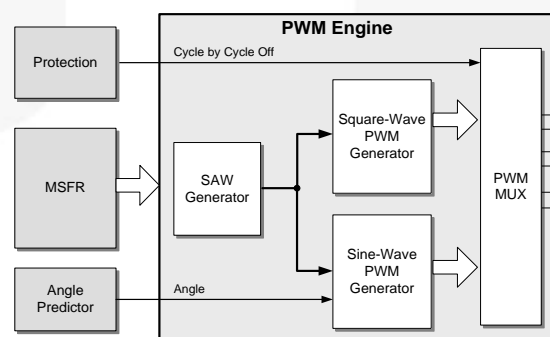 PWM Engine
Protection
Cycle by Cycle Off
Square-Wave
PWM
Generator
MSFR
SAW
Generator
PWM
MUX
Sine-Wave
PWM
Generator
Angle
Predictor
Angle